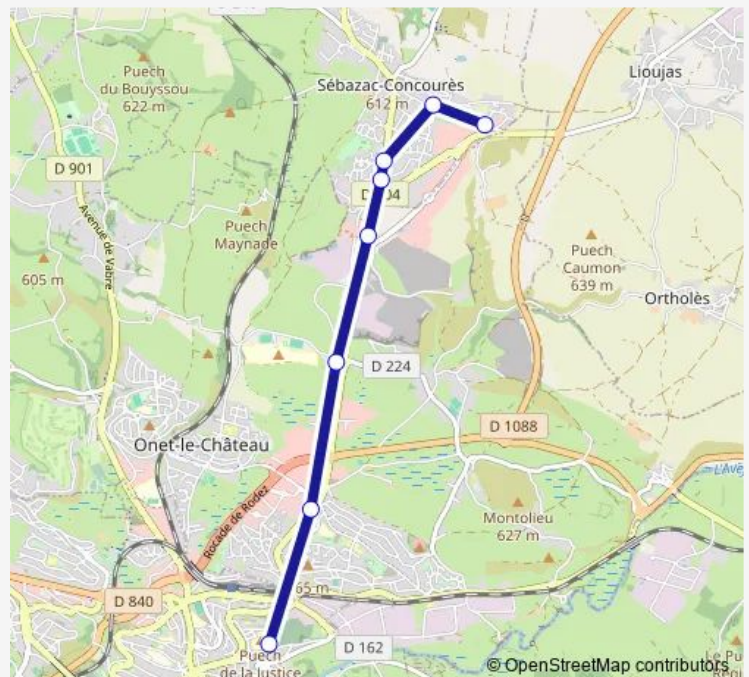 Puech
du Bouyssou
622 m
Sébazac-Concourès
612 m
Lioujas
D 901
Avenue de Vabre
Puech
Maynade
605 m
Puech
Caumon
639 m
Ortholès
D 224
D 1088
Onet-le-Château
Rocade de Rodez
Montolieu
627 m
D 840
65 m
D 162
Puech
de la Justice
© OpenStreetMap contributors